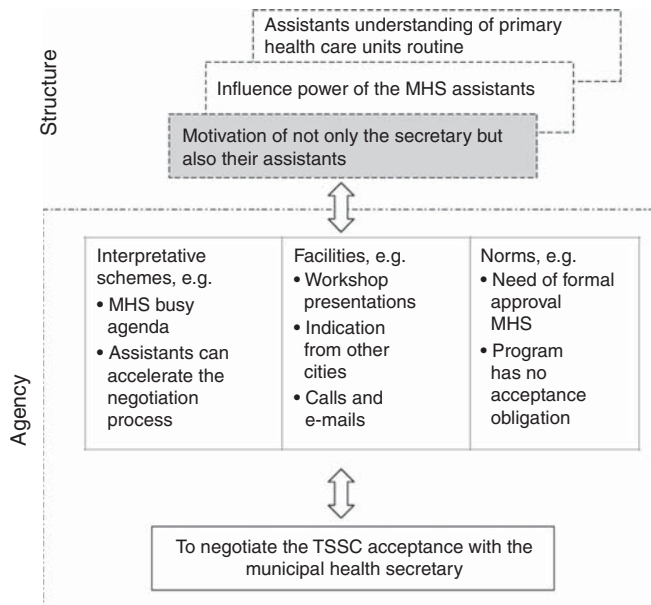 Structure
Assistants understanding of primary
health care units routine
Influence power of the MHS assistants
Motivation of not only the secretary but
also their assistants
Agency
Interpretative
schemes, e.g.
• MHS busy
agenda
• Assistants can
accelerate the
negotiation
process
Facilities, e.g.
• Workshop
presentations
• Indication
from other
cities
• Calls and
e-mails
Norms, e.g.
• Need of formal
approval
MHS
• Program
has no
acceptance
obligation
To negotiate the TSSC acceptance with the
municipal health secretary